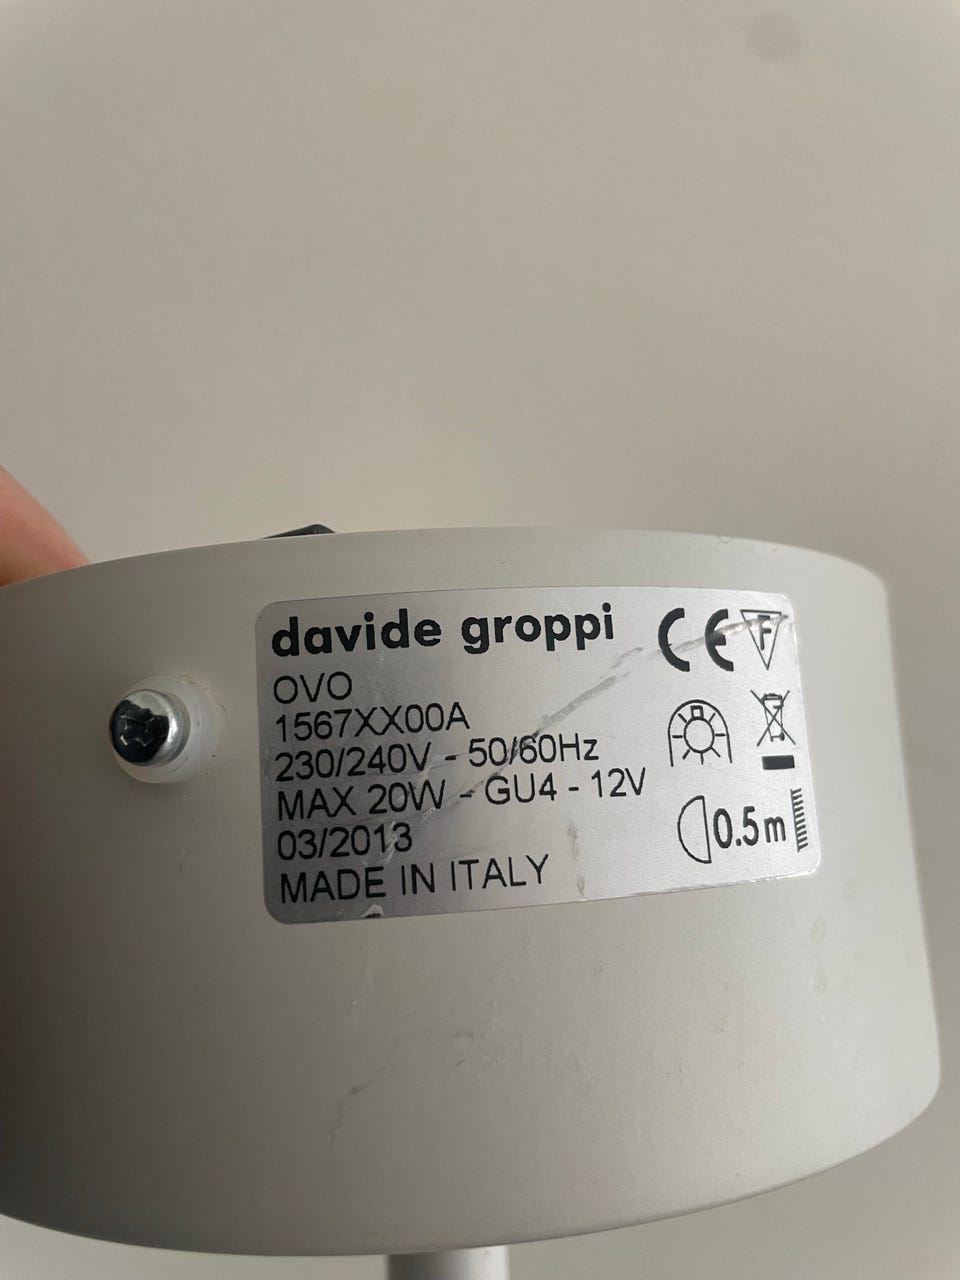 davide groppi
CE F
OVO
1567XX00A
230/240V - 50/60Hz
MAX 20W - GU4 - 12V
03/2013
0.5m
MADE IN ITALY